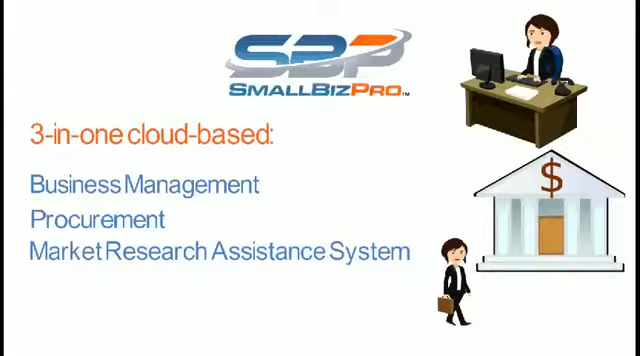 SBP
SMALLBIZPRO™
3-in-one cloud-based:
Business Management
Procurement
Market Research Assistance System
$